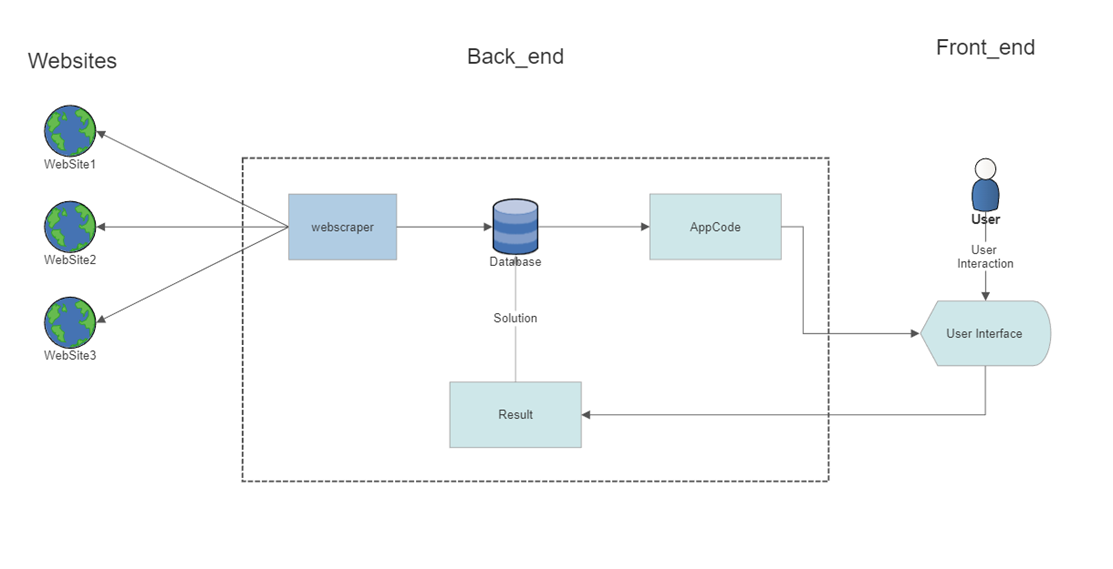 Websites
Back_end
Front_end
WebSite1
WebSite2
WebSite3
webscraper
Database
AppCode
Solution
Result
User
User
Interaction
User Interface